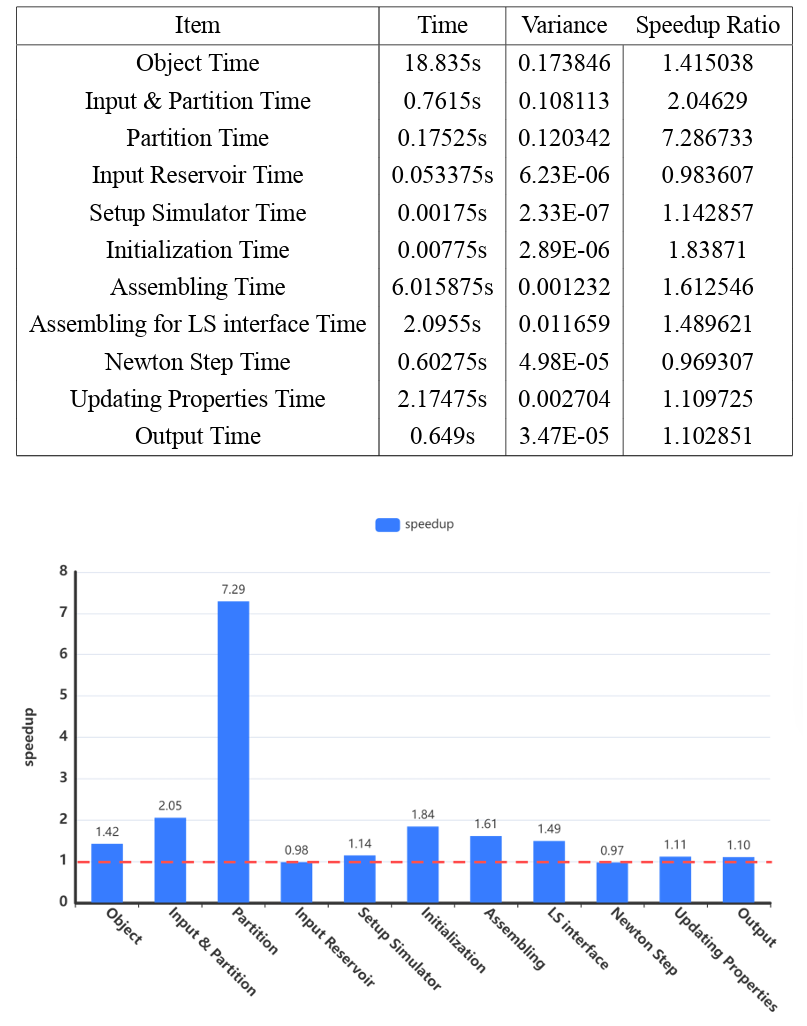 Item Time Variance Speedup Ratio
Object Time 18.835s 0.173846 1.415038
Input & Partition Time 0.7615s 0.108113 2.04629
Partition Time 0.17525s 0.120342 7.286733
Input Reservoir Time 0.053375s 6.23E-06 0.983607
Setup Simulator Time 0.00175s 2.33E-07 1.142857
Initialization Time 0.00775s 2.89E-06 1.83871
Assembling Time 6.015875s 0.001232 1.612546
Assembling for LS interface Time 2.0955s 0.011659 1.489621
Newton Step Time 0.60275s 4.98E-05 0.969307
Updating Properties Time 2.17475s 0.002704 1.109725
Output Time 0.649s 3.47E-05 1.102851
speedup
speedup
8
7
6
5
4
3
2
1
0
1.42
2.05
7.29
0.98
1.14
1.84
1.61
1.49
0.97
1.11
1.10
Object
Input & Partition
Partition
Input Reservoir
Setup Simulator
Initialization
Assembling
LS interface
Newton Step
Updating Properties
Output